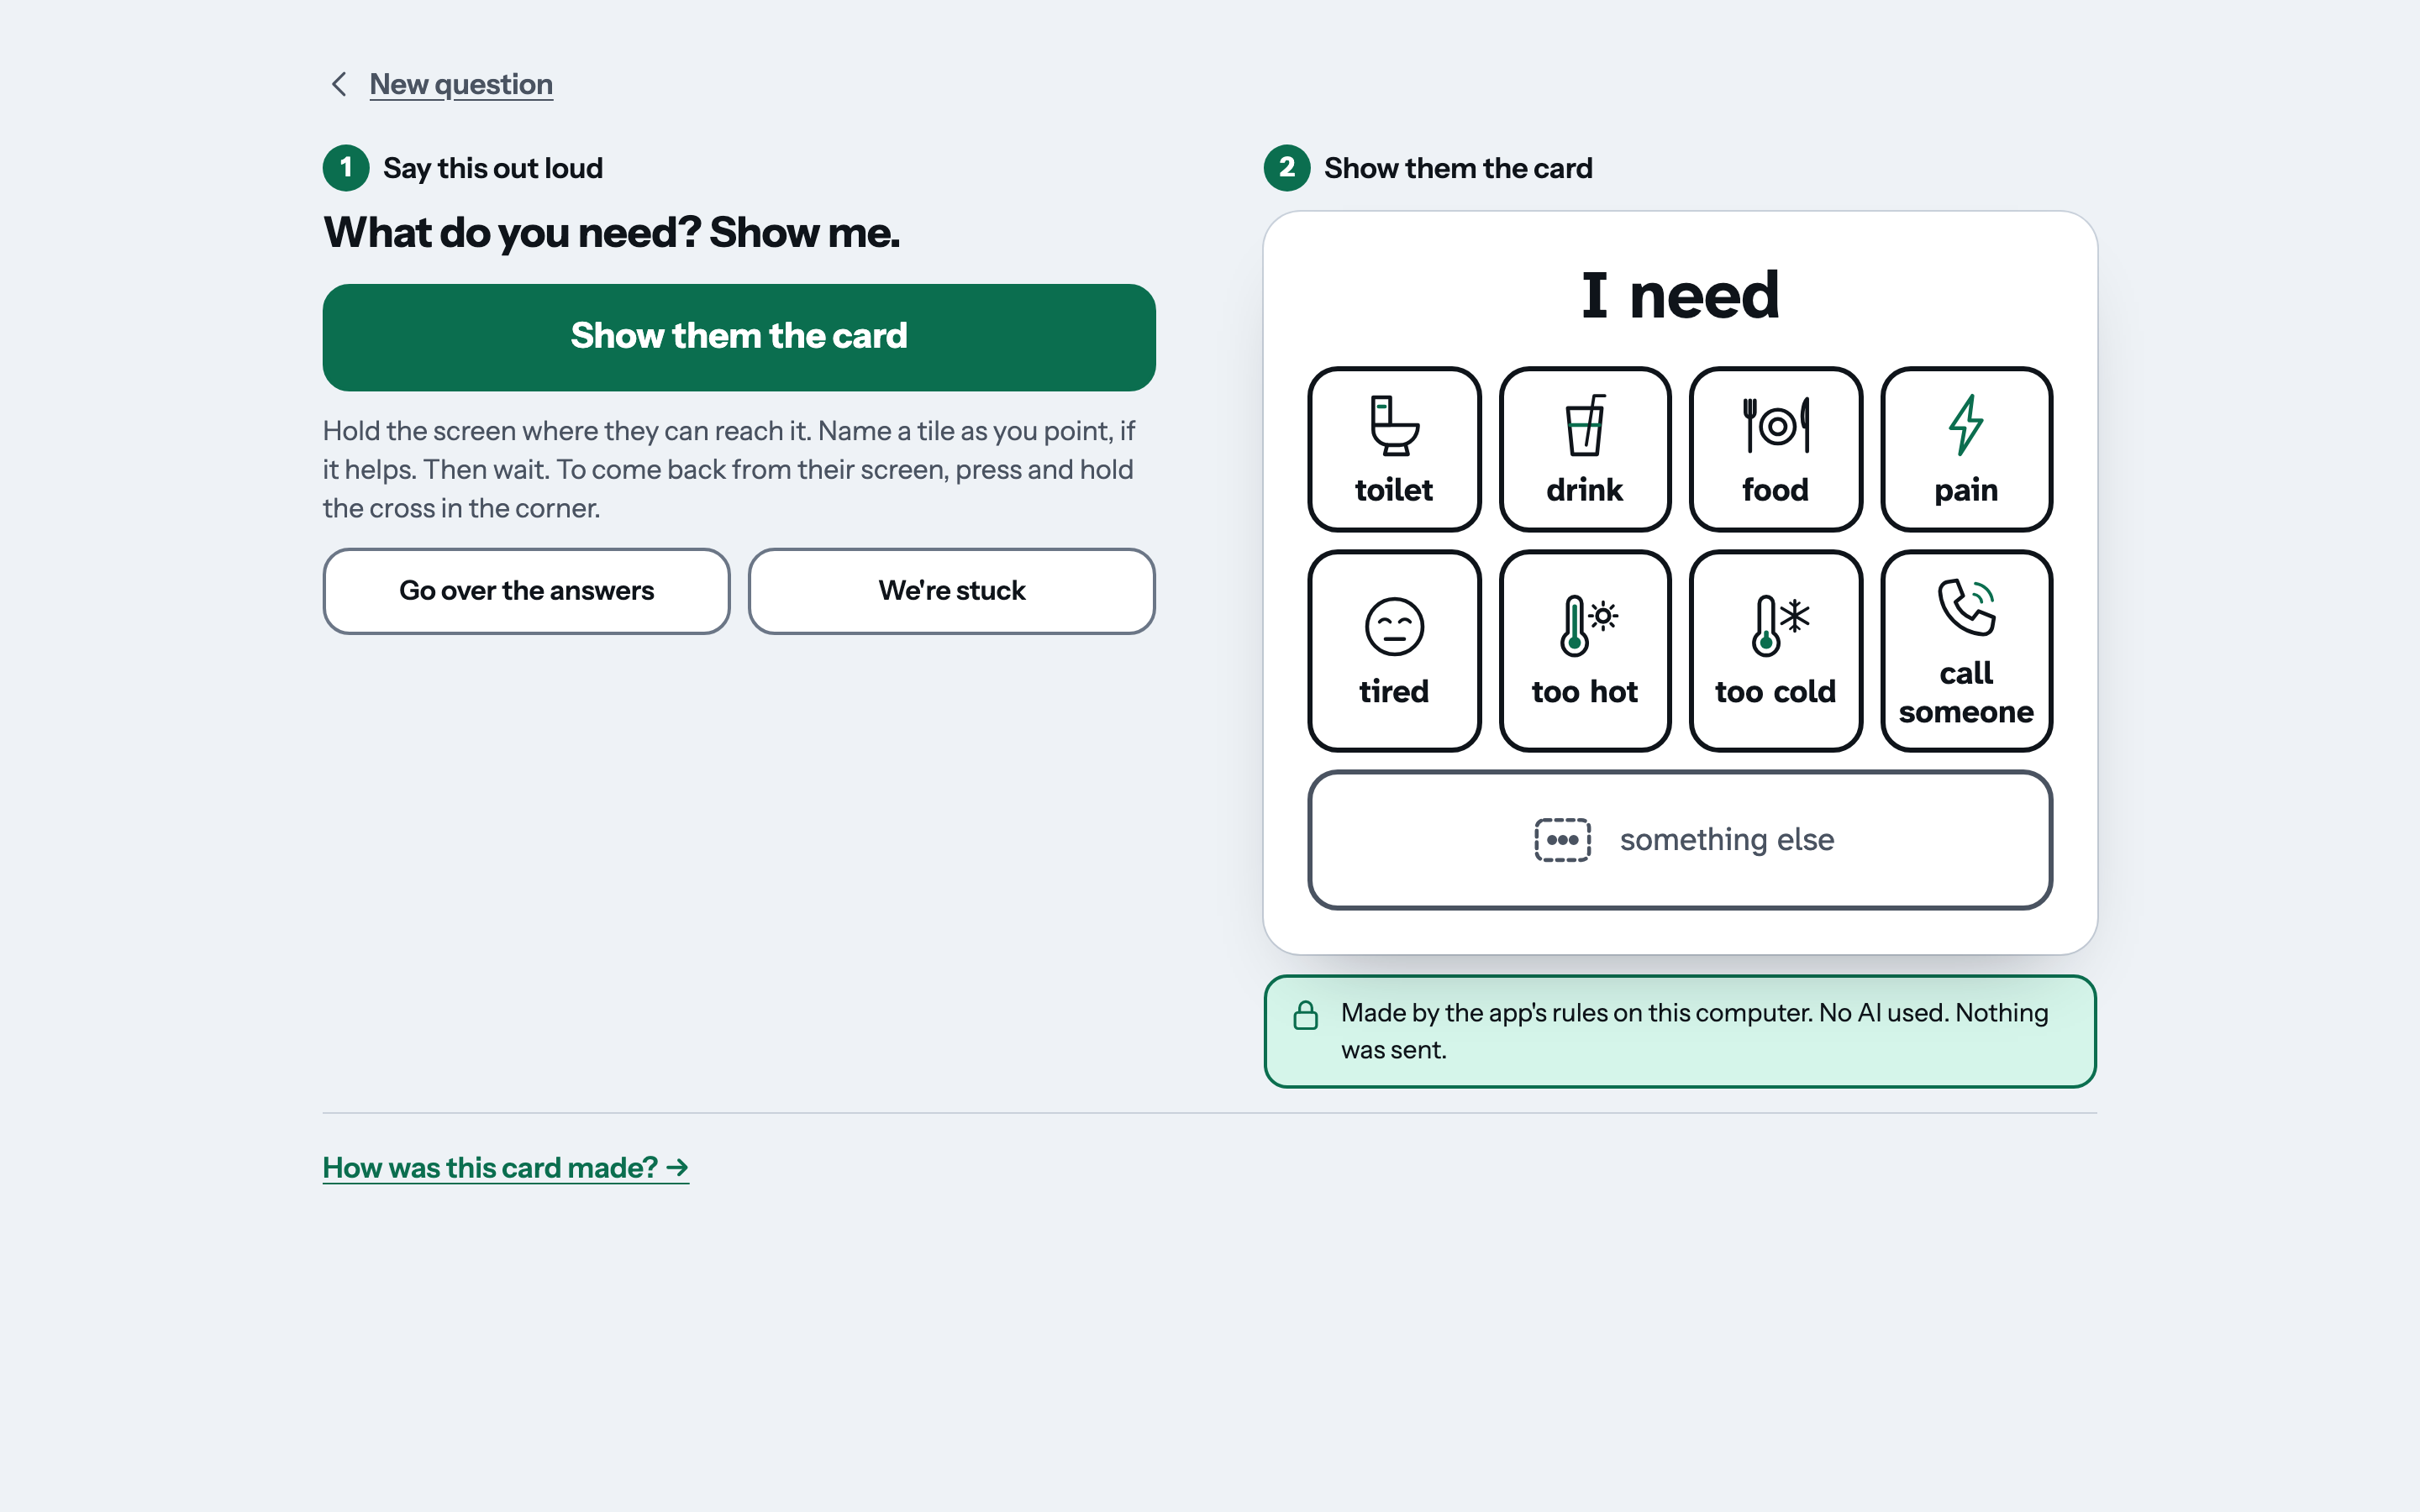 New question
1 Say this out loud
What do you need? Show me.
Show them the card
Hold the screen where they can reach it. Name a tile as you point, if
it helps. Then wait. To come back from their screen, press and hold
the cross in the corner.
Go over the answers
We're stuck
2 Show them the card
I need
toilet
drink
food
pain
tired
too hot
too cold
call
someone
something else
Made by the app's rules on this computer. No AI used. Nothing
was sent.
How was this card made? →